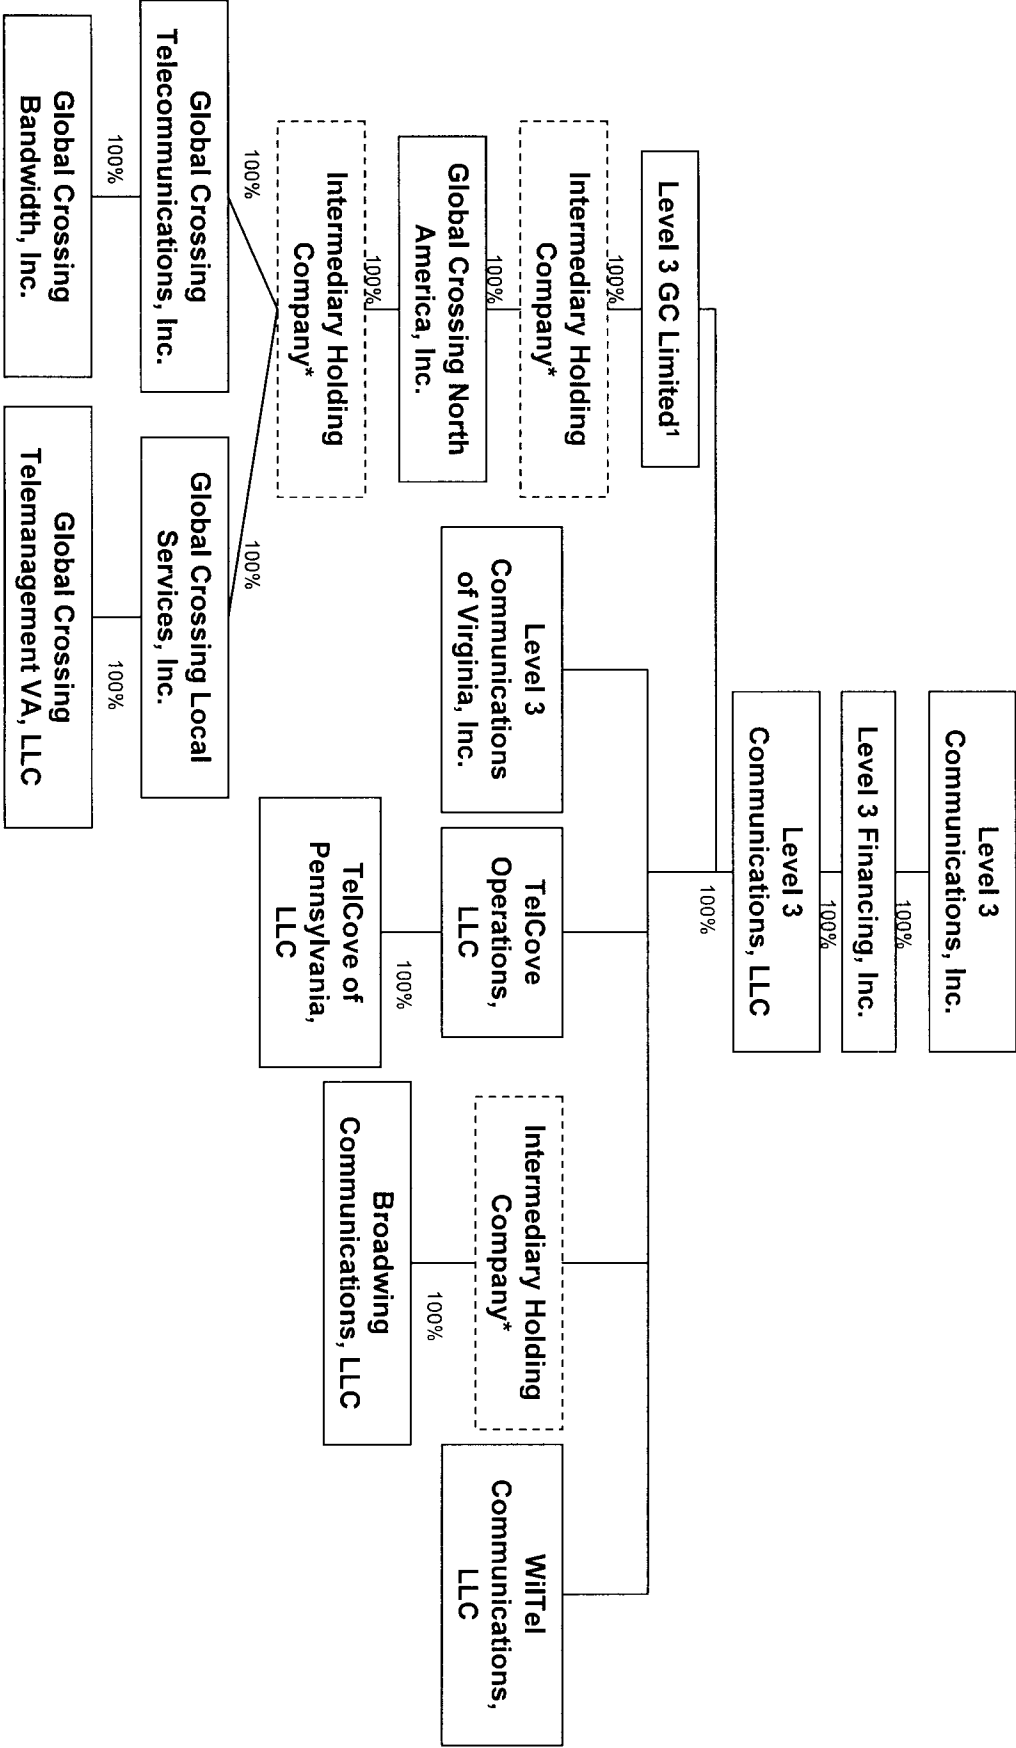 Level 3
Communications, Inc.
100%
Level 3 Financing, Inc.
100%
Level 3
Communications, LLC
100%
Level 3 GC Limited¹
100%
Intermediary Holding
Company*
100%
Global Crossing North
America, Inc.
100%
Intermediary Holding
Company*
100%
100%
Global Crossing
Telecommunications, Inc.
100%
Global Crossing
Bandwidth, Inc.
Global Crossing Local
Services, Inc.
100%
Global Crossing
Telemanagement VA, LLC
Level 3
Communications
of Virginia, Inc.
TelCove
Operations,
LLC
100%
TelCove of
Pennsylvania,
LLC
Intermediary Holding
Company*
100%
Broadwing
Communications, LLC
WilTel
Communications,
LLC